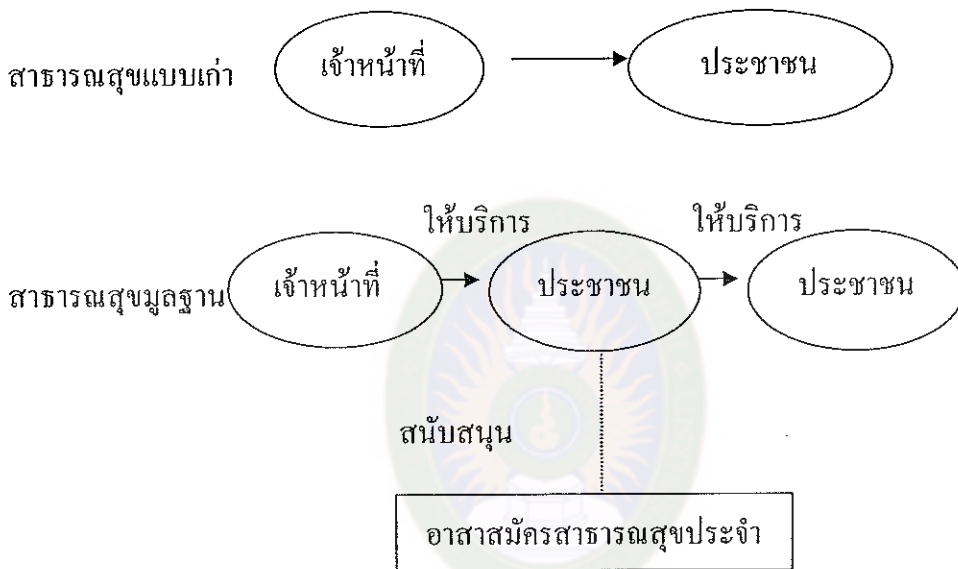 เจ้าหน้าที่
ประชาชน
สาธารณสุขแบบเก่า
ให้บริการ
ให้บริการ
สาธารณสุขมูลฐาน
เจ้าหน้าที่
ประชาชน
ประชาชน
สนับสนุน
อาสาสมัครสาธารณสุขประจำ